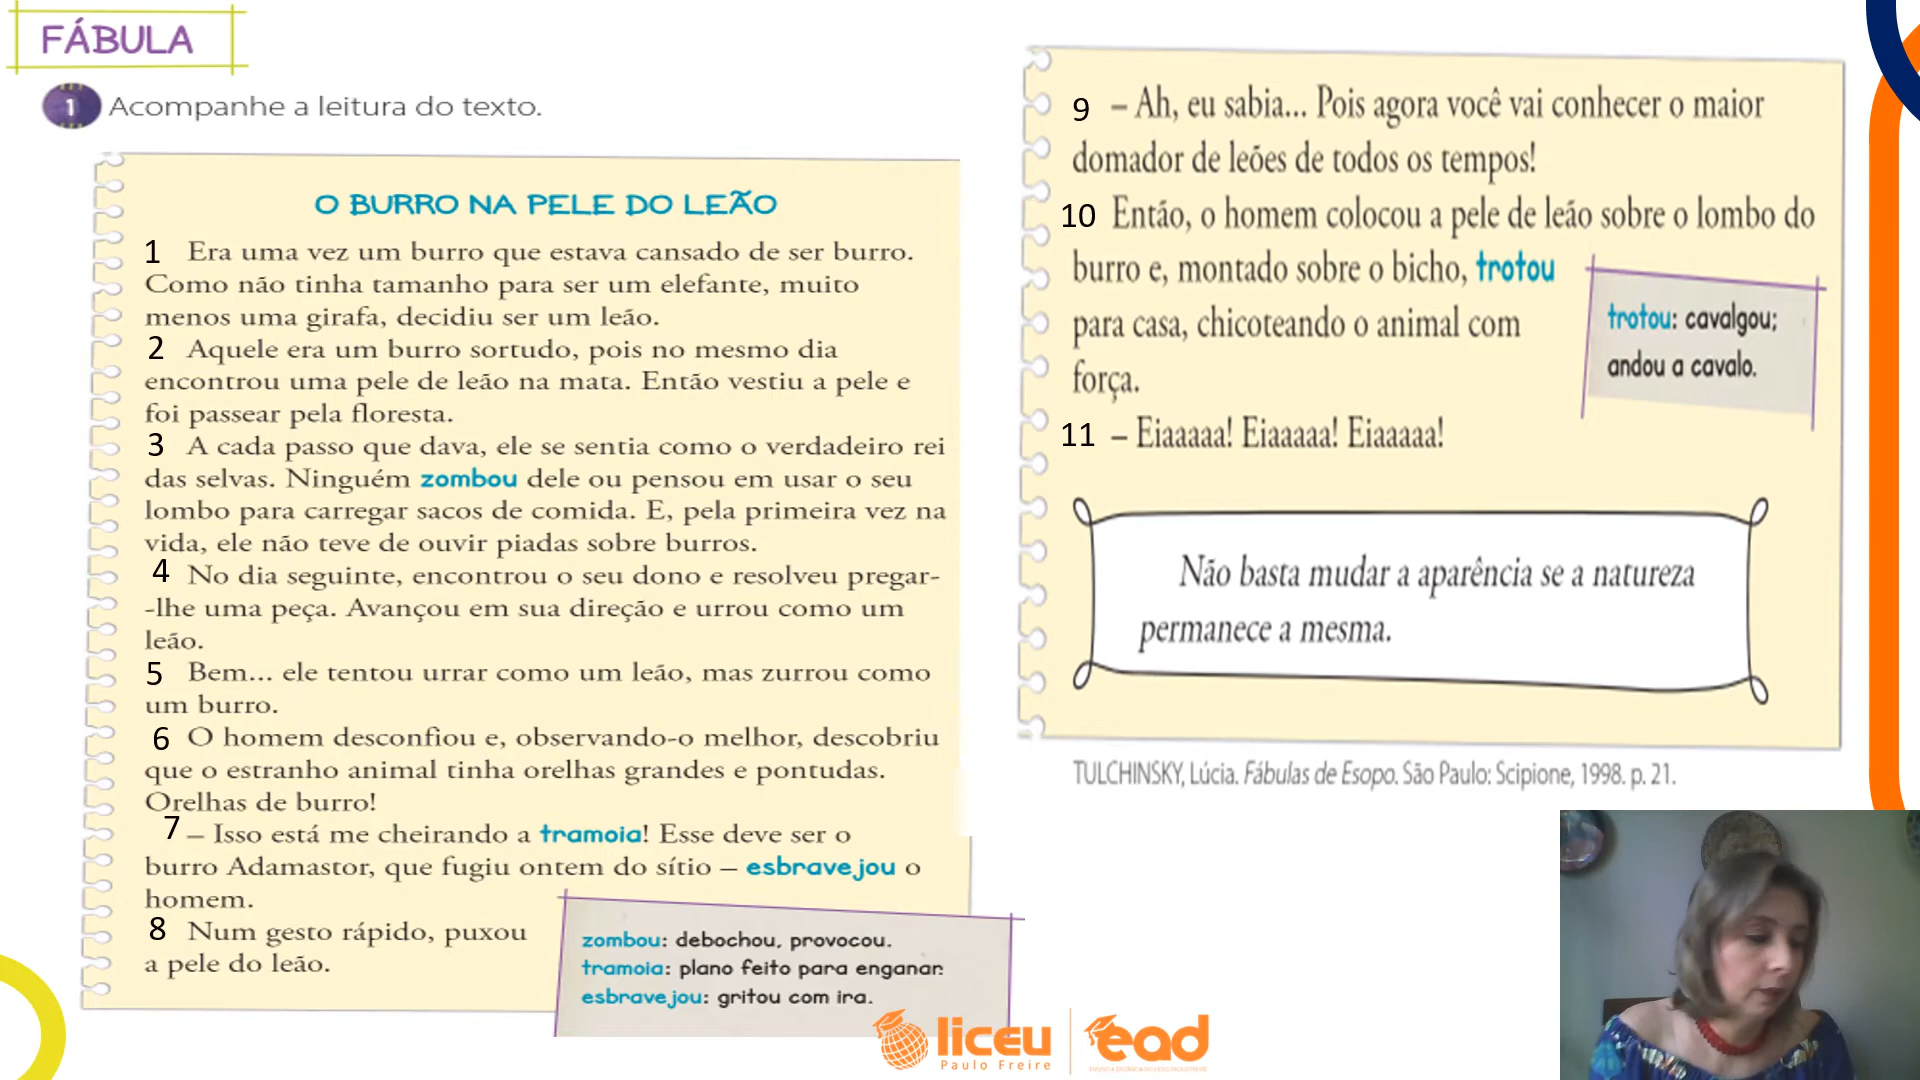 FÁBULA
1 Acompanhe a leitura do texto.
O BURRO NA PELE DO LEÃO
1 Era uma vez um burro que estava cansado de ser burro.
Como não tinha tamanho para ser um elefante, muito
menos uma girafa, decidiu ser um leão.
2 Aquele era um burro sortudo, pois no mesmo dia
encontrou uma pele de leão na mata. Então vestiu a pele e
foi passear pela floresta.
3 A cada passo que dava, ele se sentia como o verdadeiro rei
das selvas. Ninguém zombou dele ou pensou em usar o seu
lombo para carregar sacos de comida. E, pela primeira vez na
vida, ele não teve de ouvir piadas sobre burros.
4 No dia seguinte, encontrou o seu dono e resolveu pregar-
-lhe uma peça. Avançou em sua direção e urrou como um
leão.
5 Bem... ele tentou urrar como um leão, mas zurrou como
um burro.
6 O homem desconfiou e, observando-o melhor, descobriu
que o estranho animal tinha orelhas grandes e pontudas.
Orelhas de burro!
7 – Isso está me cheirando a tramoia! Esse deve ser o
burro Adamastor, que fugiu ontem do sítio – esbravejou o
homem.
8 Num gesto rápido, puxou
a pele do leão.
zombou: debochou, provocou.
tramoia: plano feito para enganar.
esbravejou: gritou com ira.
9 – Ah, eu sabia... Pois agora você vai conhecer o maior
domador de leões de todos os tempos!
10 Então, o homem colocou a pele de leão sobre o lombo do
burro e, montado sobre o bicho, trotou
para casa, chicoteando o animal com
força.
11 – Eiaaaaa! Eiaaaaa! Eiaaaaa!
trotou: cavalgou;
andou a cavalo.
Não basta mudar a aparência se a natureza
permanece a mesma.
TULCHINSKY, Lúcia. Fábulas de Esopo. São Paulo: Scipione, 1998. p. 21.
liceu
Paulo Freire
ead
ENSINO A DISTÂNCIA DO LICEU PAULO FREIRE